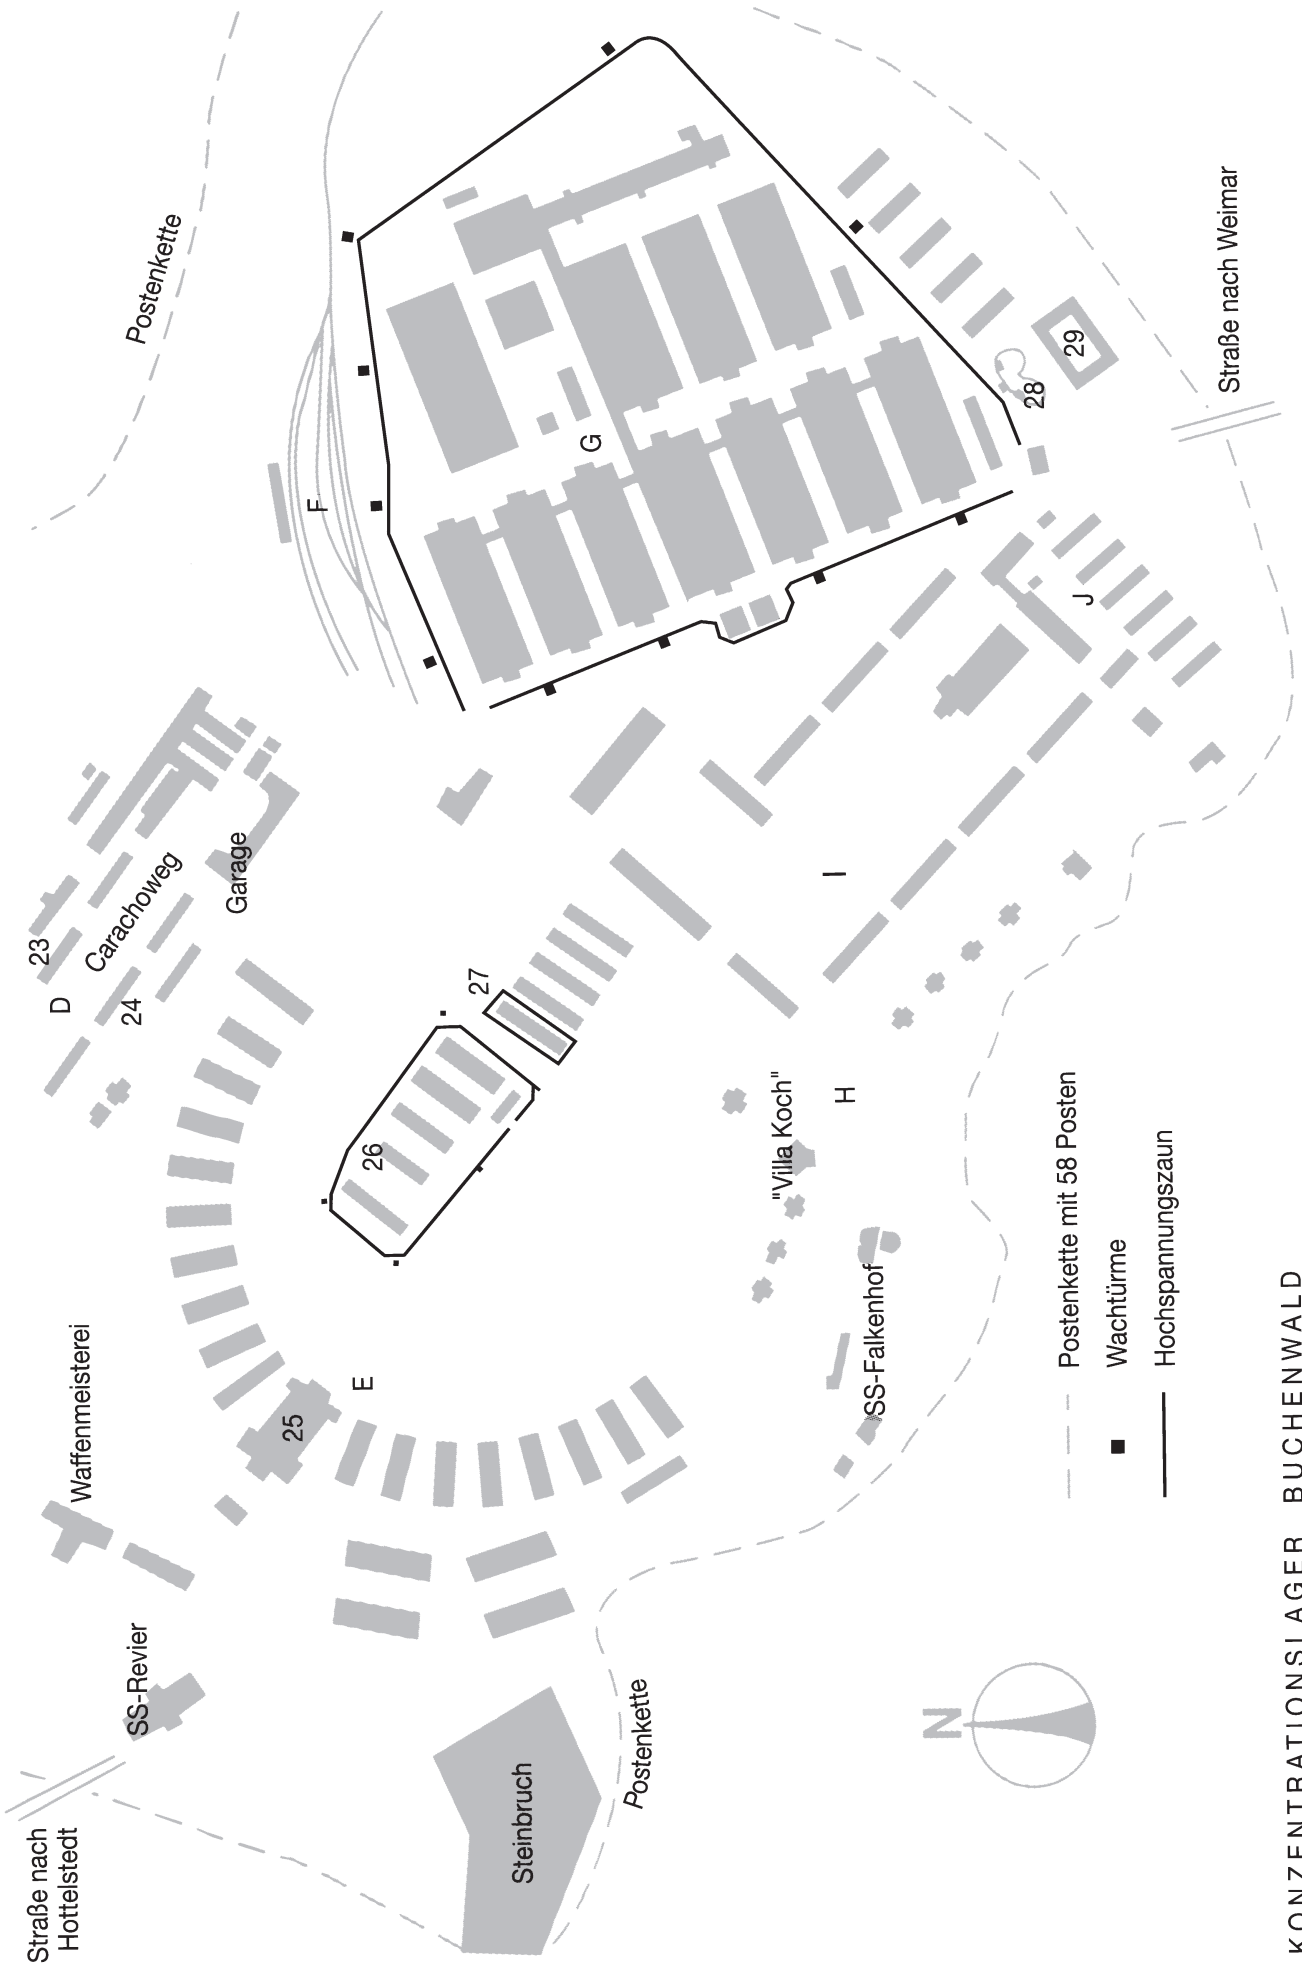 Straße nach
Hottelstedt
SS-Revier
Waffenmeisterei
D
23
24
Carachoweg
Garage
Postenkette
F
25
E
26
27
G
Steinbruch
Postenkette
"Villa Koch"
H
SS-Falkenhof
I
J
28
29
Straße nach Weimar
N
Postenkette mit 58 Posten
Wachtürme
Hochspannungszaun
KONZENTRATIONSLAGER BUCHENWALD